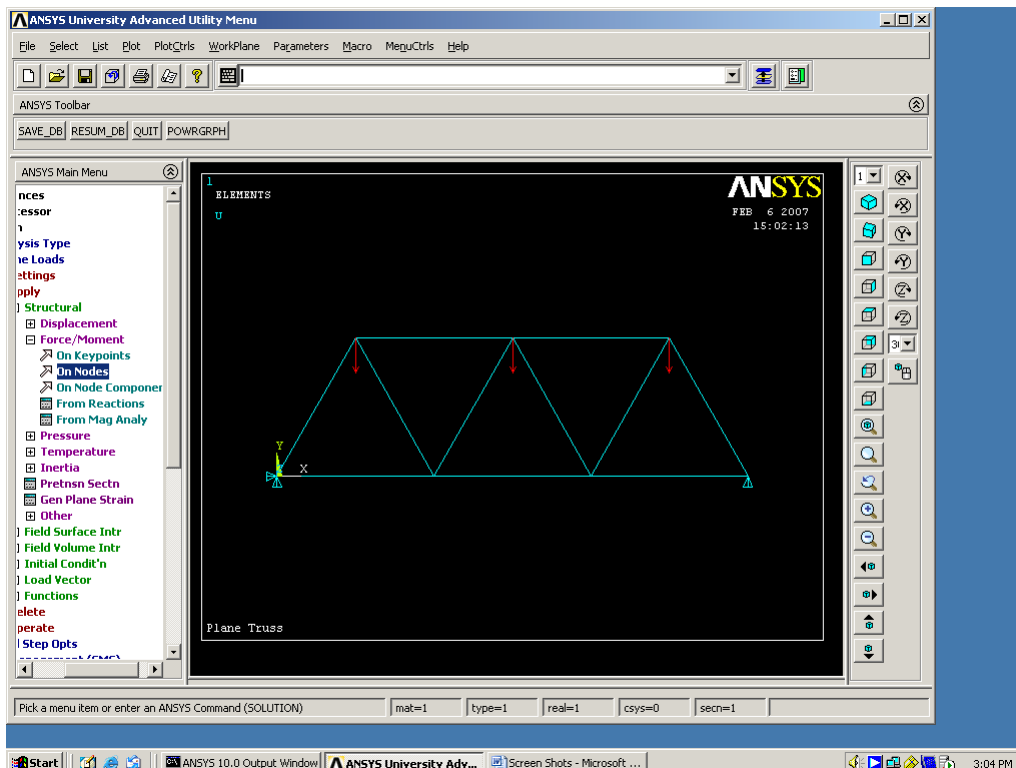 ANSYS University Advanced Utility Menu
File Select List Plot PlotCtrls WorkPlane Parameters Macro MenuCtrls Help
ANSYS Toolbar
SAVE_DB RESUM_DB QUIT POWRGRPH
ANSYS Main Menu
nces
cessor
n
ysis Type
ne Loads
ettings
pply
Structural
Displacement
Force/Moment
On Keypoints
On Nodes
On Node Componer
From Reactions
From Mag Analy
Pressure
Temperature
Inertia
Pretnsn Sectn
Gen Plane Strain
Other
Field Surface Intr
Field Volume Intr
Initial Condit'n
Load Vector
Functions
elete
perate
l Step Opts
1
ELEMENTS
U
ANSYS
FEB 6 2007
15:02:13
Y
X
Plane Truss
1
X
X
Y
Y
Z
Z
Pick a menu item or enter an ANSYS Command (SOLUTION) mat=1 type=1 real=1 csys=0 secn=1
Start ANSYS 10.0 Output Window ANSYS University Adv... Screen Shots - Microsoft ... 3:04 PM